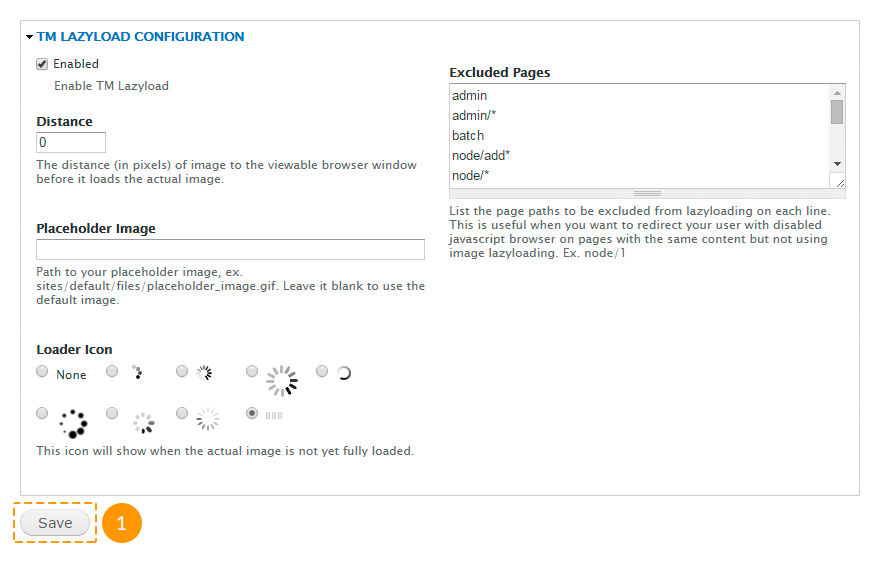 TM LAZYLOAD CONFIGURATION
Enabled
Enable TM Lazyload
Distance
0
The distance (in pixels) of image to the viewable browser window
before it loads the actual image.
Placeholder Image
Path to your placeholder image, ex.
sites/default/files/placeholder_image.gif. Leave it blank to use the
default image.
Loader Icon
None
This icon will show when the actual image is not yet fully loaded.
Excluded Pages
admin
admin/*
batch
node/add*
node/*
List the page paths to be excluded from lazyloading on each line.
This is useful when you want to redirect your user with disabled
javascript browser on pages with the same content but not using
image lazyloading. Ex. node/1
Save
1